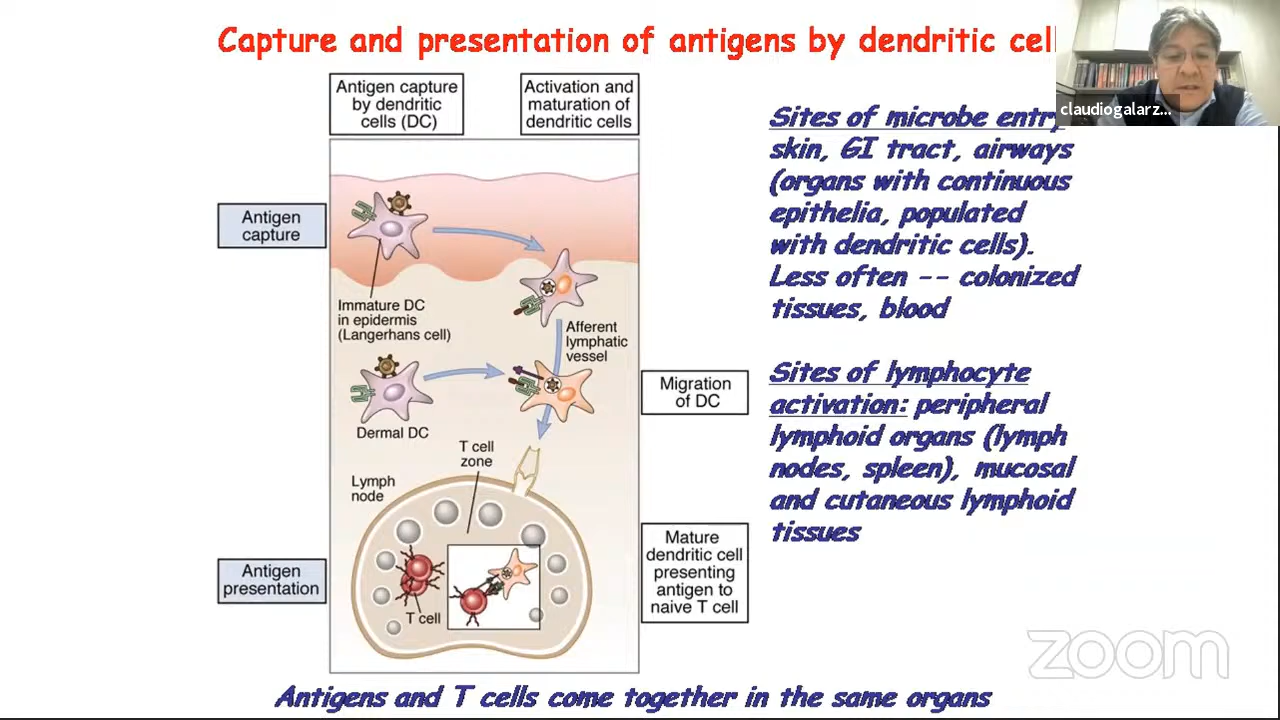 Capture and presentation of antigens by dendritic cel
claudiogalarz...
Antigen capture
by dendritic
cells (DC)
Activation and
maturation of
dendritic cells
Antigen
capture
Immature DC
in epidermis
(Langerhans cell)
Afferent
lymphatic
vessel
Dermal DC
Migration
of DC
T cell
zone
Lymph
node
Antigen
presentation
T cell
Mature
dendritic cell
presenting
antigen to
naive T cell
Sites of microbe entry
skin, GI tract, airways
(organs with continuous
epithelia, populated
with dendritic cells).
Less often -- colonized
tissues, blood
Sites of lymphocyte
activation: peripheral
lymphoid organs (lymph
nodes, spleen), mucosal
and cutaneous lymphoid
tissues
zoom
Antigens and T cells come together in the same organs